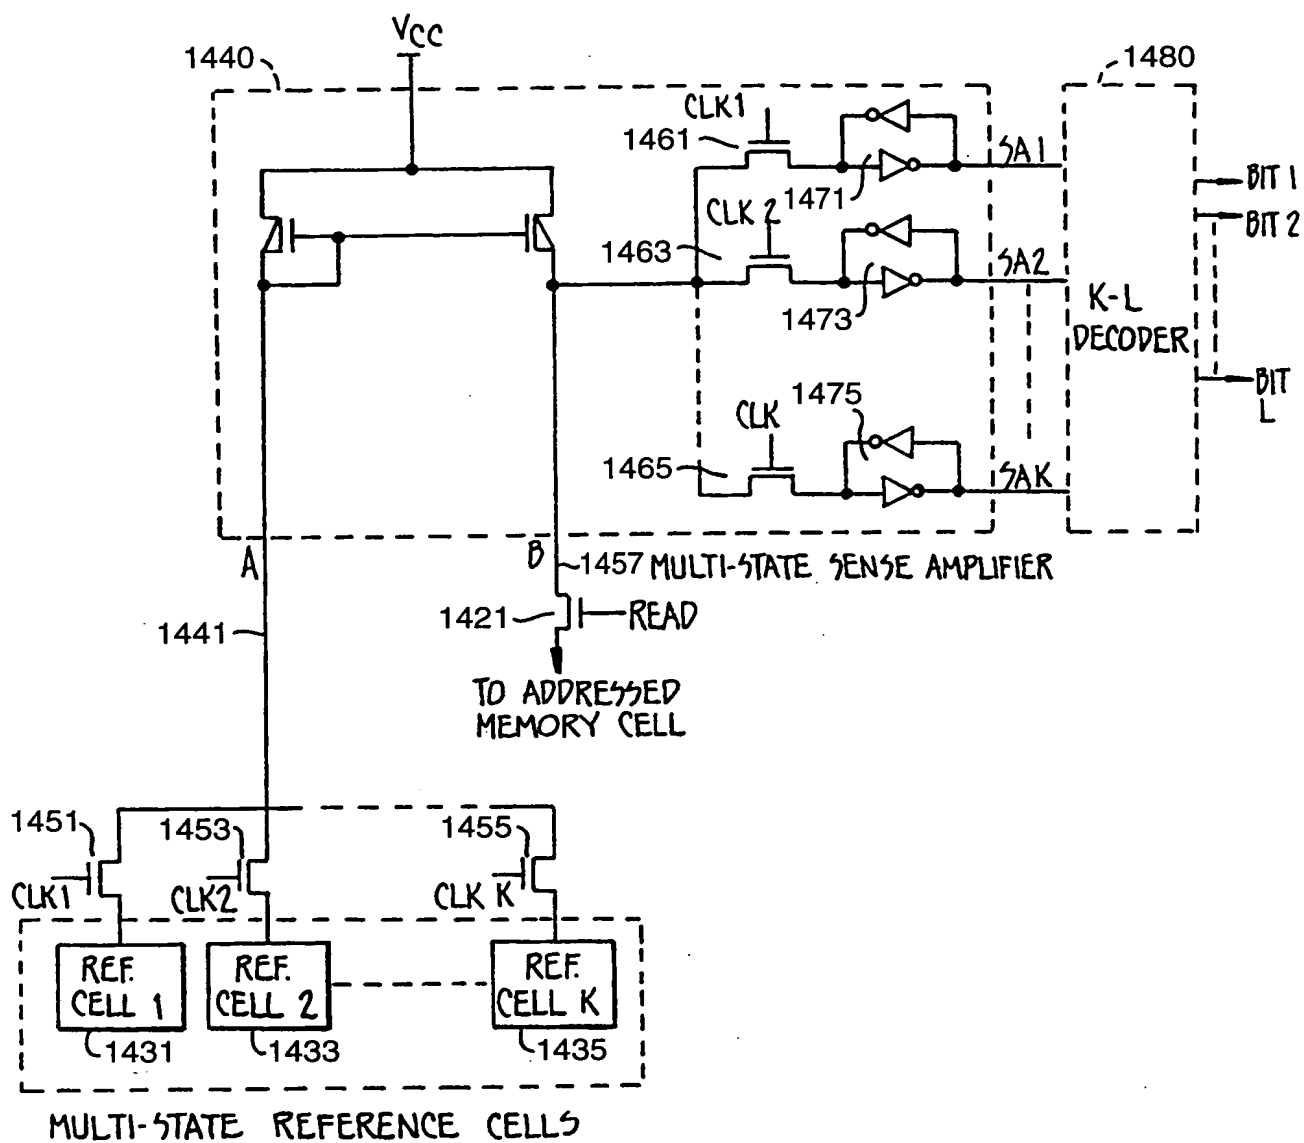 VCC
1440
1480
CLK1
1461
1471
SA1
BIT 1
CLK 2
BIT 2
1463
1473
SA2
K-L
DECODER
CLK
1475
BIT
L
1465
SAK
A
B
1457
MULTI-STATE SENSE AMPLIFIER
1421
READ
1441
TO ADDRESSED
MEMORY CELL
1451
1453
1455
CLK1
CLK2
CLK K
REF.
CELL 1
REF.
CELL 2
REF.
CELL K
1431
1433
1435
MULTI-STATE REFERENCE CELLS